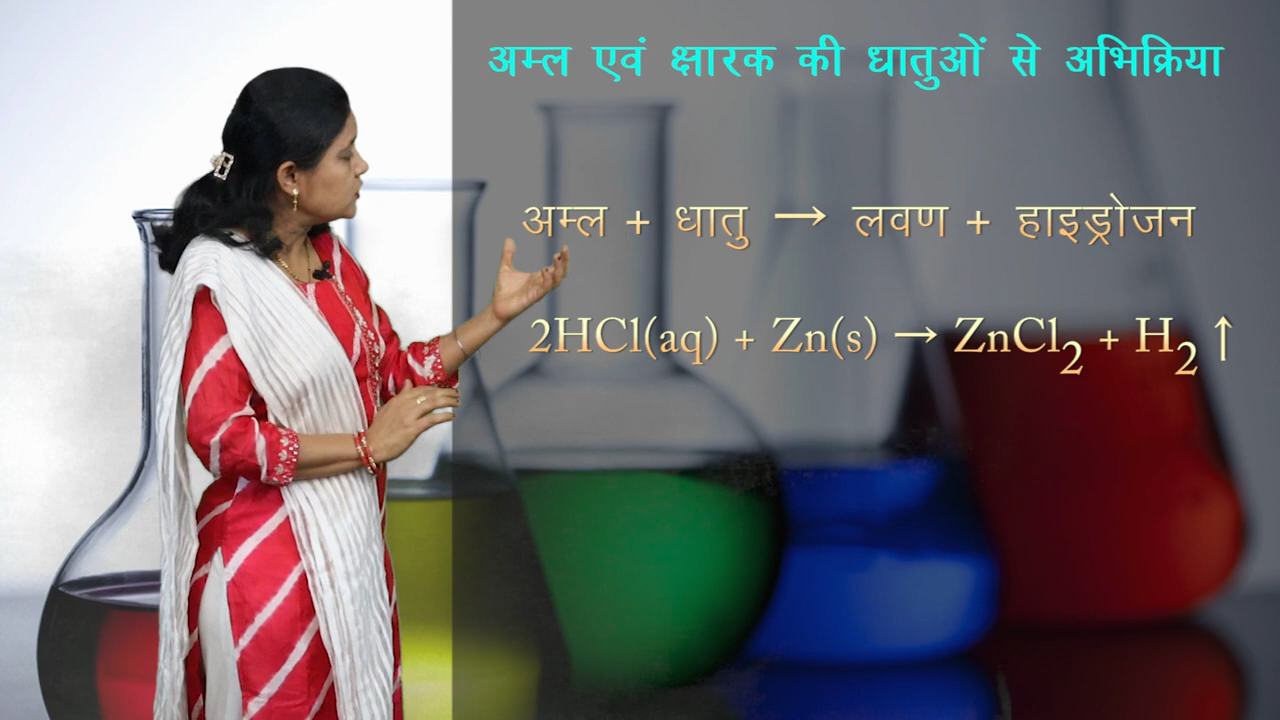 अम्ल एवं क्षारक की धातुओं से अभिक्रिया
अम्ल + धातु → लवण + हाइड्रोजन
2HCl(aq) + Zn(s) → ZnCl₂ + H₂ ↑